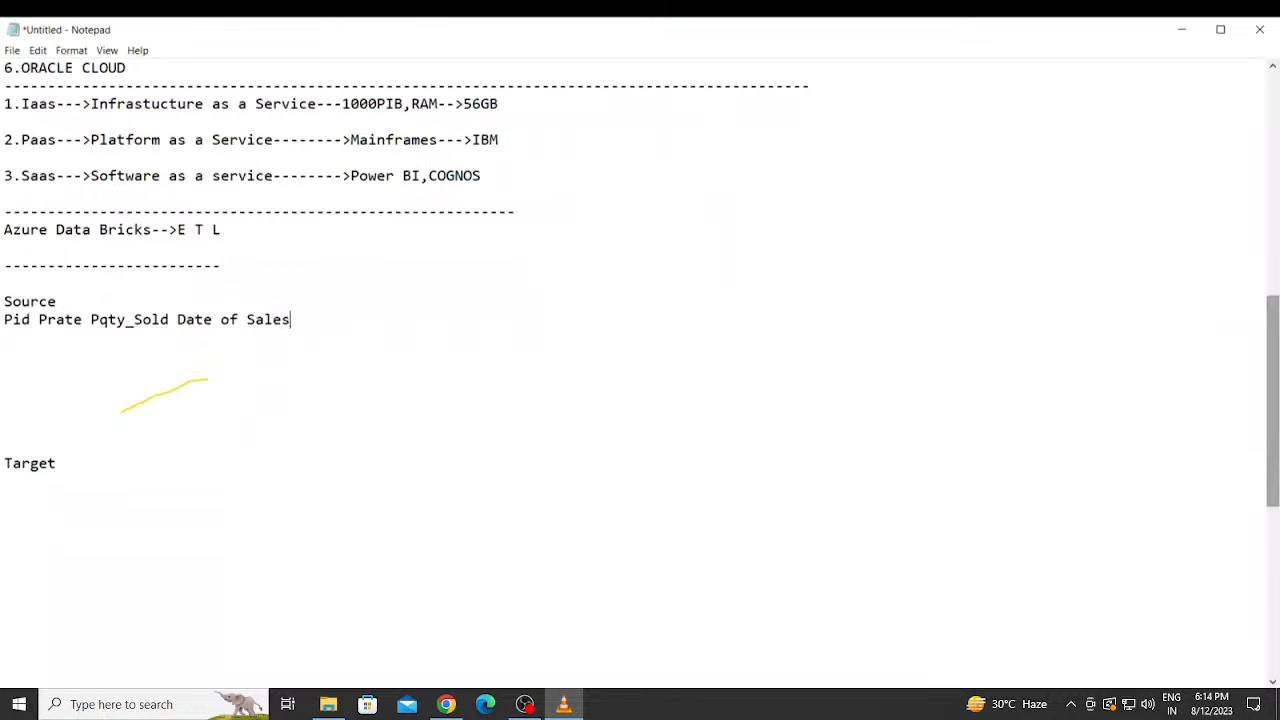 *Untitled - Notepad
File Edit Format View Help
6.ORACLE CLOUD
---------------------------------------------------------------------------------------------
1.Iaas--->Infrastucture as a Service---1000PIB,RAM-->56GB
2.Paas--->Platform as a Service-------->Mainframes--->IBM
3.Saas--->Software as a service-------->Power BI,COGNOS
-----------------------------------------------------------
Azure Data Bricks-->E T L
-------------------------
Source
Pid Prate Pqty_Sold Date of Sales
Target
Type here to search
30°C Haze
ENG
IN
6:14 PM
8/12/2023